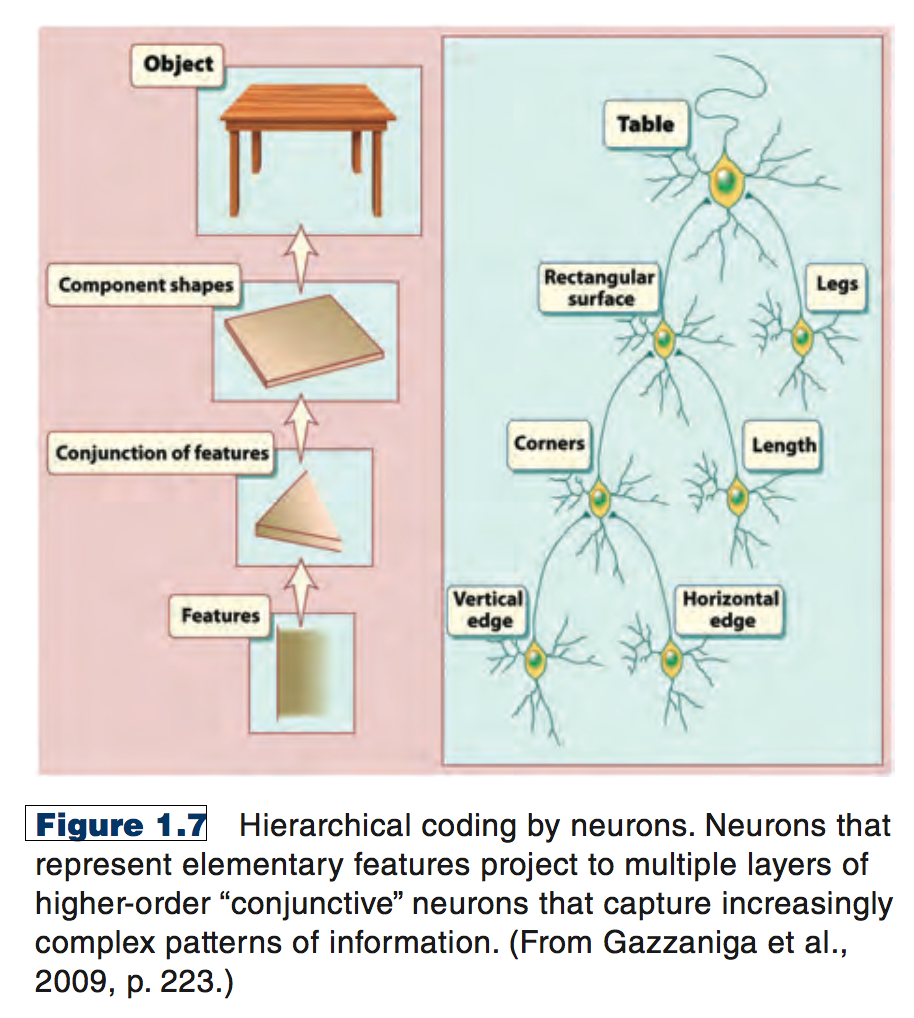 Object
Component shapes
Conjunction of features
Features
Table
Rectangular
surface
Legs
Corners
Length
Vertical
edge
Horizontal
edge
Figure 1.7 Hierarchical coding by neurons. Neurons that
represent elementary features project to multiple layers of
higher-order “conjunctive” neurons that capture increasingly
complex patterns of information. (From Gazzaniga et al.,
2009, p. 223.)